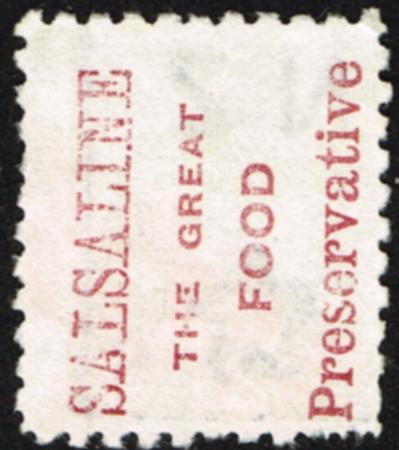 SALSALINE
THE GREAT
FOOD
Preservative